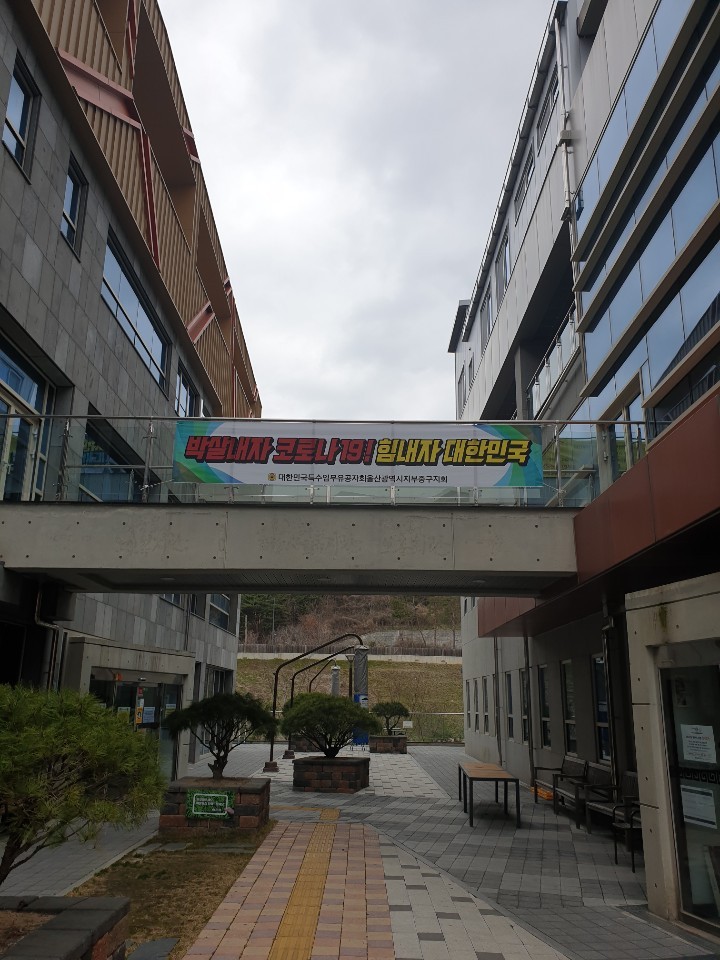 박살내자 코로나19! 힘내자 대한민국
대한민국특수임무유공자회울산광역시지부중구지회